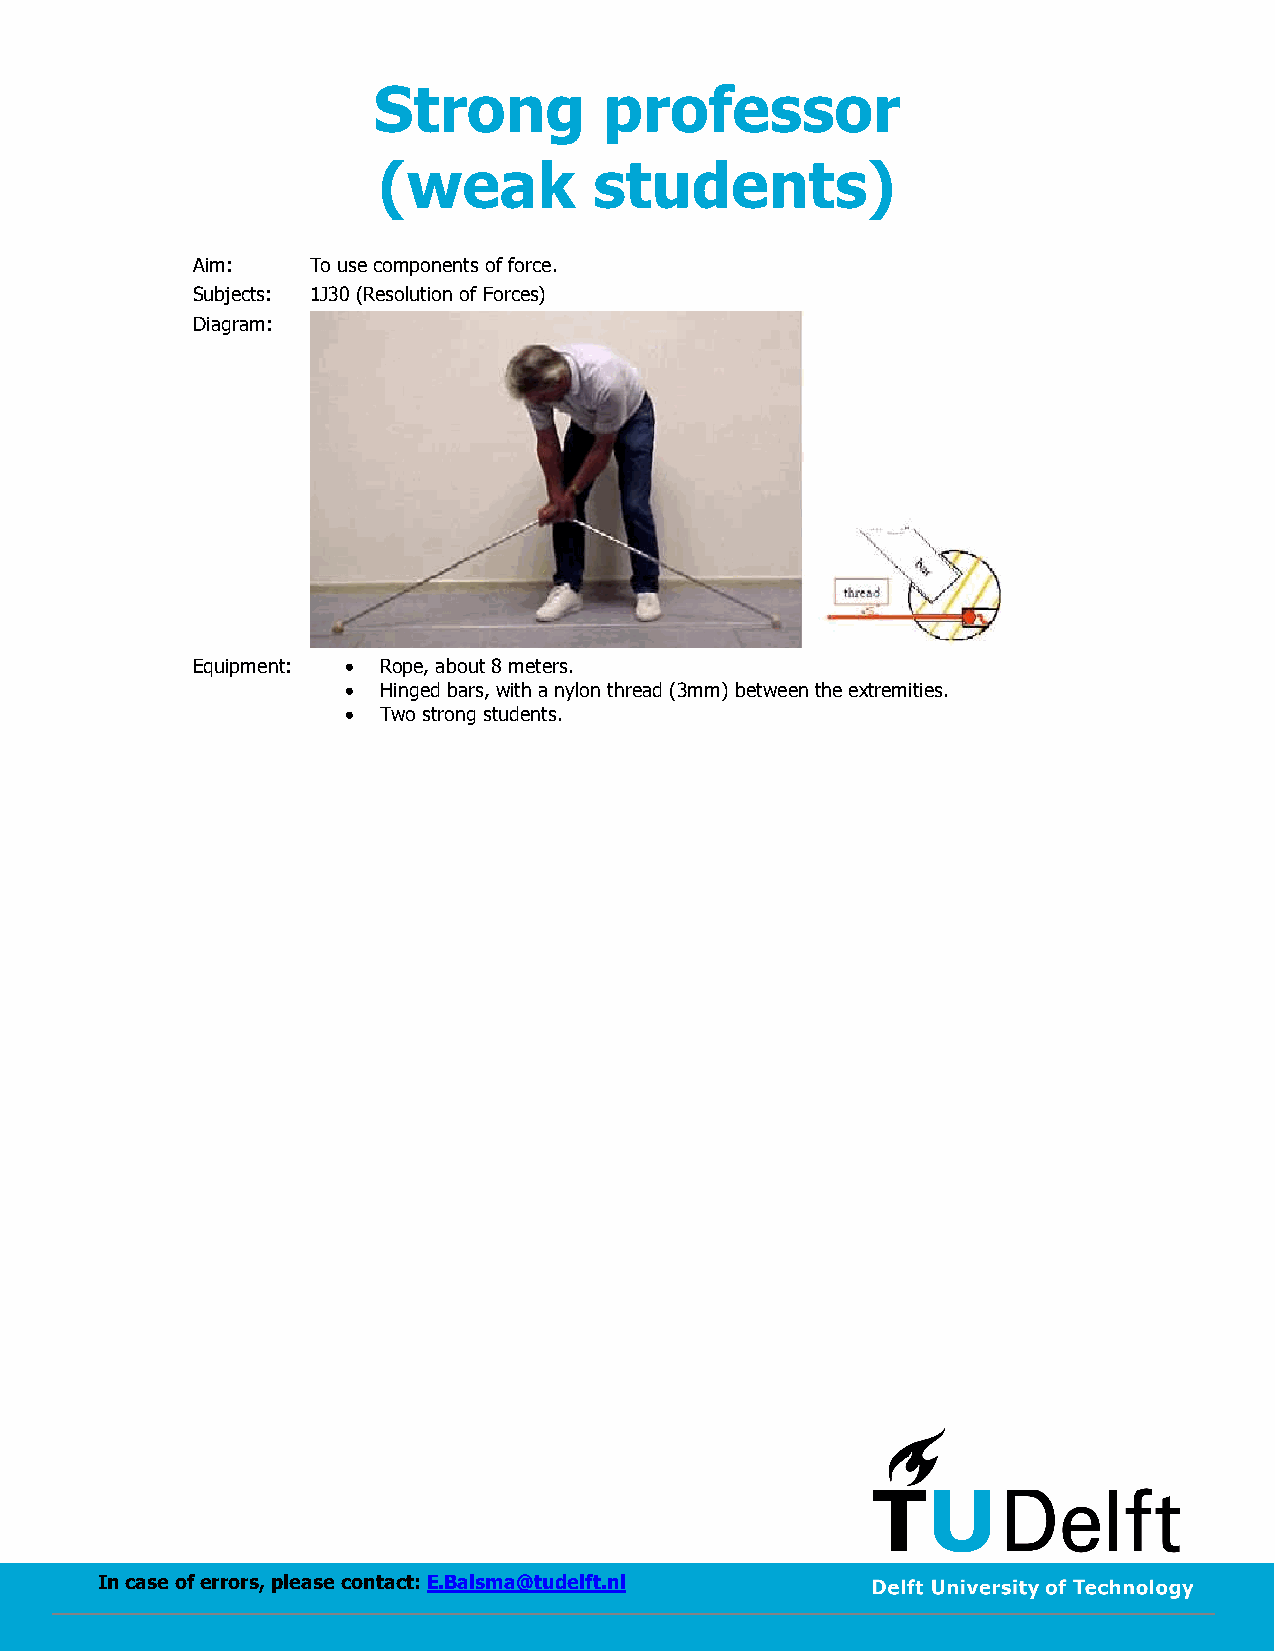 Strong professor
(weak students)
Aim: To use components of force.
Subjects: 1J30 (Resolution of Forces)
Diagram:
bar
thread
Equipment: • Rope, about 8 meters.
• Hinged bars, with a nylon thread (3mm) between the extremities.
• Two strong students.
TUDelft
In case of errors, please contact: E.Balsma@tudelft.nl
Delft University of Technology